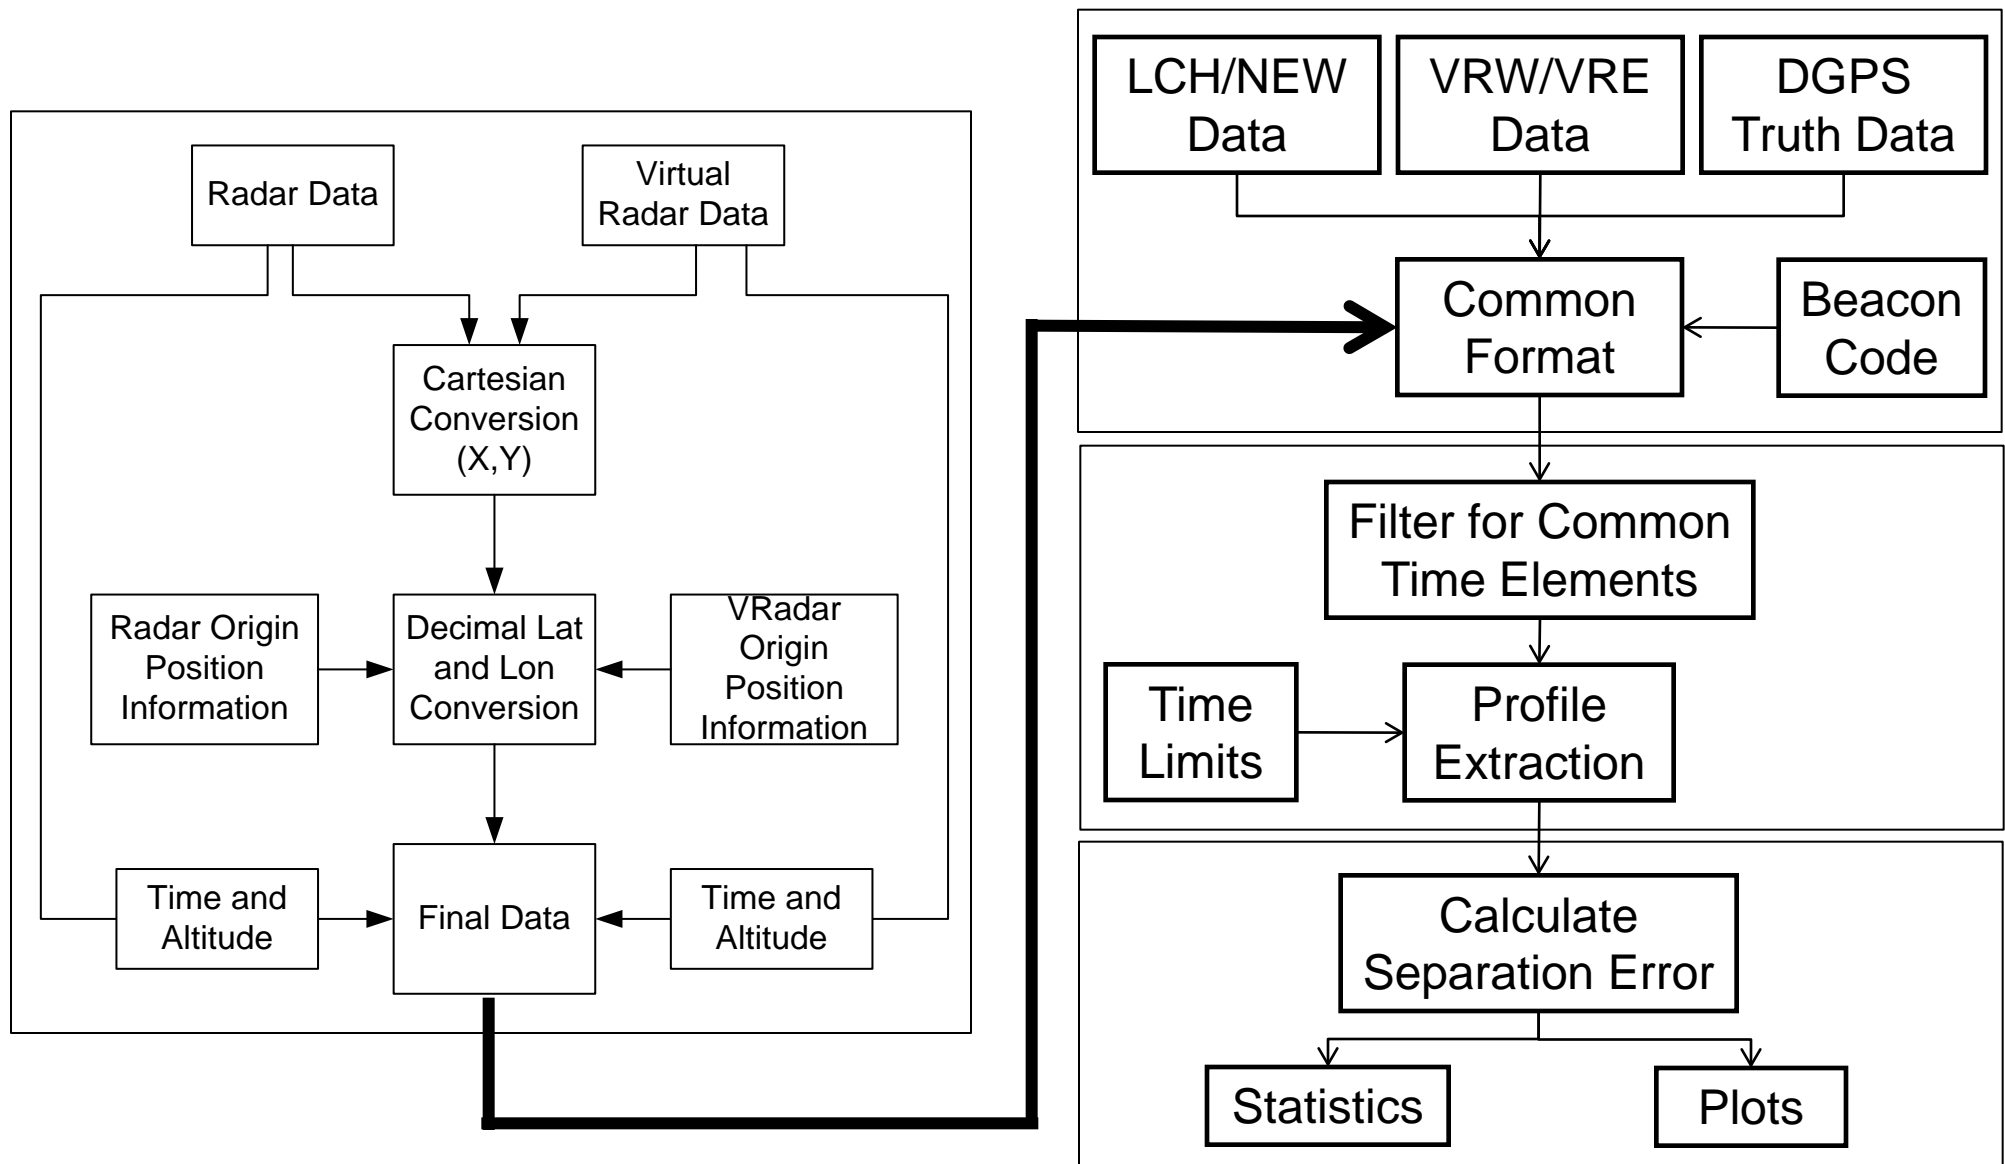 Radar Data
Virtual
Radar Data
Cartesian
Conversion
(X,Y)
Radar Origin
Position
Information
Decimal Lat
and Lon
Conversion
VRadar
Origin
Position
Information
Time and
Altitude
Final Data
Time and
Altitude
LCH/NEW
Data
VRW/VRE
Data
DGPS
Truth Data
Common
Format
Beacon
Code
Filter for Common
Time Elements
Time
Limits
Profile
Extraction
Calculate
Separation Error
Statistics
Plots